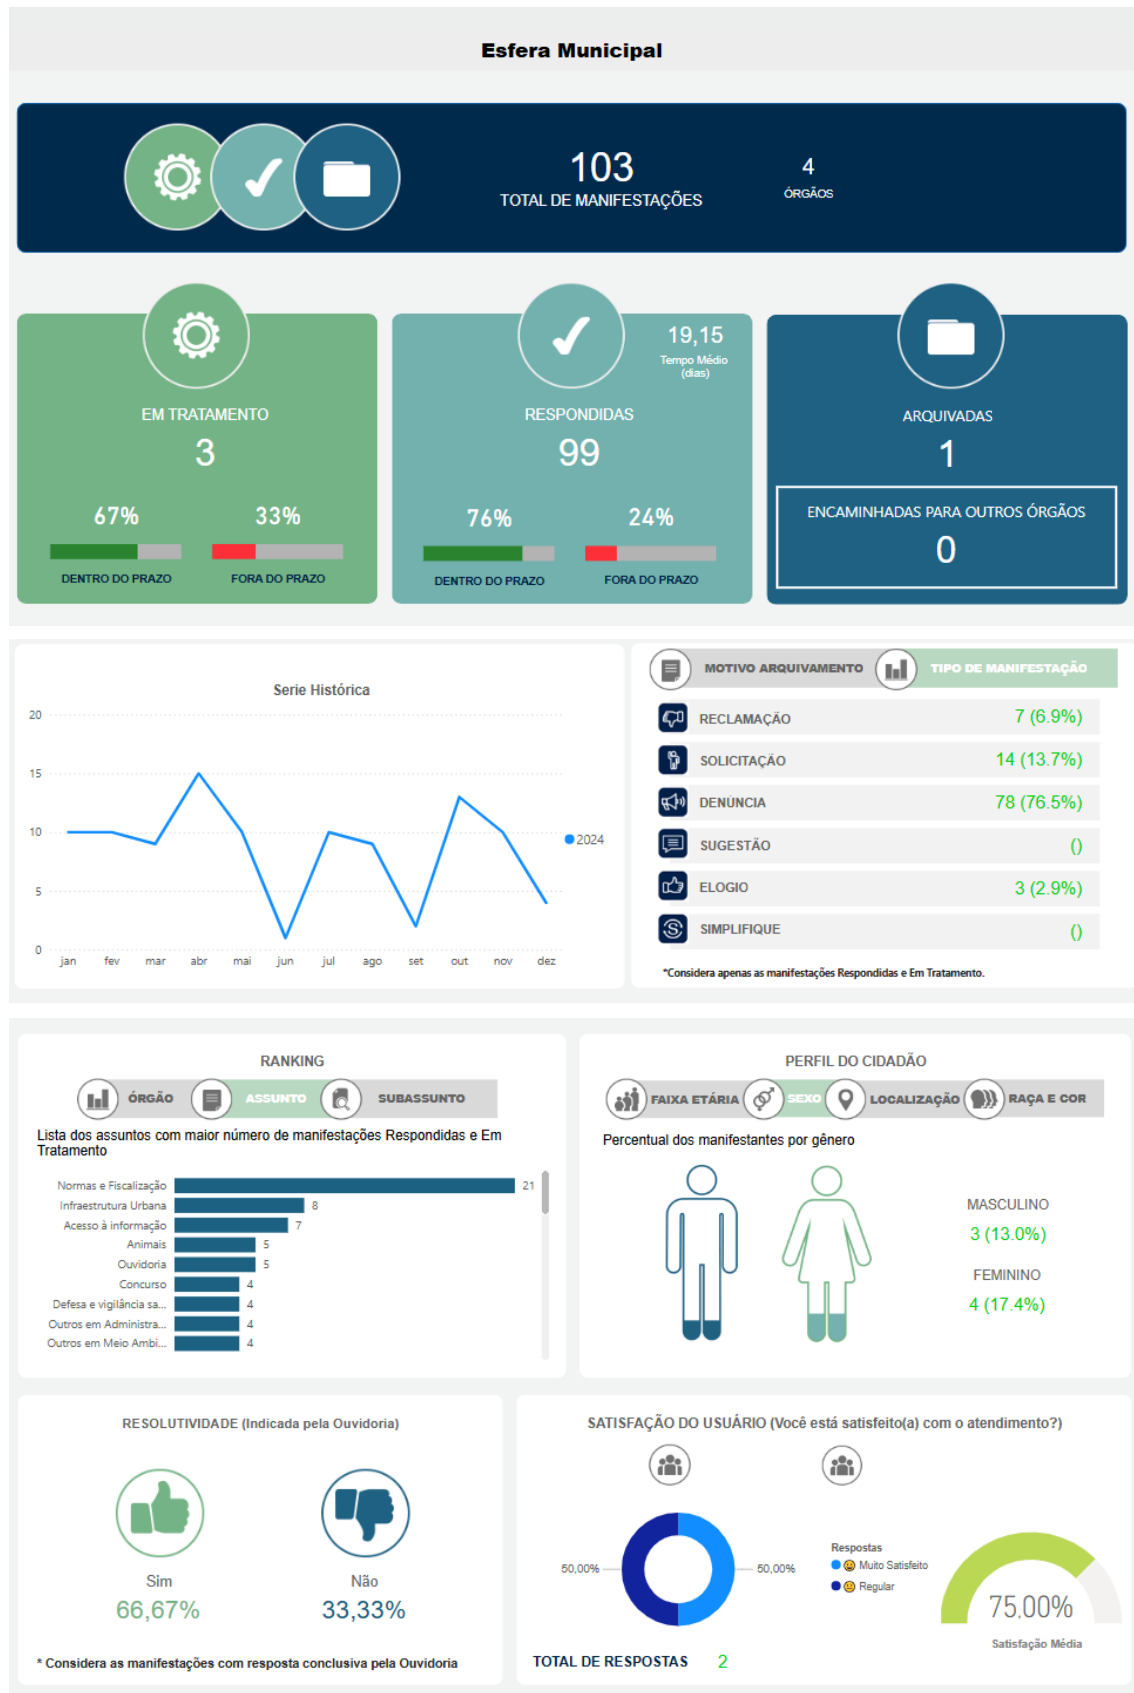 Esfera Municipal
103
TOTAL DE MANIFESTAÇÕES
4
ÓRGÃOS
EM TRATAMENTO
3
67%
33%
DENTRO DO PRAZO
FORA DO PRAZO
19,15
Tempo Médio
(dias)
RESPONDIDAS
99
76%
24%
DENTRO DO PRAZO
FORA DO PRAZO
ARQUIVADAS
1
ENCAMINHADAS PARA OUTROS ÓRGÃOS
0
Serie Histórica
20
15
10
5
0
jan fev mar abr mai jun jul ago set out nov dez
2024
MOTIVO ARQUIVAMENTO
TIPO DE MANIFESTAÇÃO
RECLAMAÇÃO 7 (6.9%)
SOLICITAÇÃO 14 (13.7%)
DENÚNCIA 78 (76.5%)
SUGESTÃO ()
ELOGIO 3 (2.9%)
SIMPLIFIQUE ()
*Considera apenas as manifestações Respondidas e Em Tratamento.
RANKING
ÓRGÃO ASSUNTO SUBASSUNTO
Lista dos assuntos com maior número de manifestações Respondidas e Em
Tratamento
Normas e Fiscalização 21
Infraestrutura Urbana 8
Acesso à informação 7
Animais 5
Ouvidoria 5
Concurso 4
Defesa e vigilância sa... 4
Outros em Administra... 4
Outros em Meio Ambi... 4
PERFIL DO CIDADÃO
FAIXA ETÁRIA SEXO LOCALIZAÇÃO RAÇA E COR
Percentual dos manifestantes por gênero
MASCULINO
3 (13.0%)
FEMININO
4 (17.4%)
RESOLUTIVIDADE (Indicada pela Ouvidoria)
Sim
66,67%
Não
33,33%
* Considera as manifestações com resposta conclusiva pela Ouvidoria
SATISFAÇÃO DO USUÁRIO (Você está satisfeito(a) com o atendimento?)
50,00%
50,00%
Respostas
Muito Satisfeito
Regular
75,00%
Satisfação Média
TOTAL DE RESPOSTAS 2